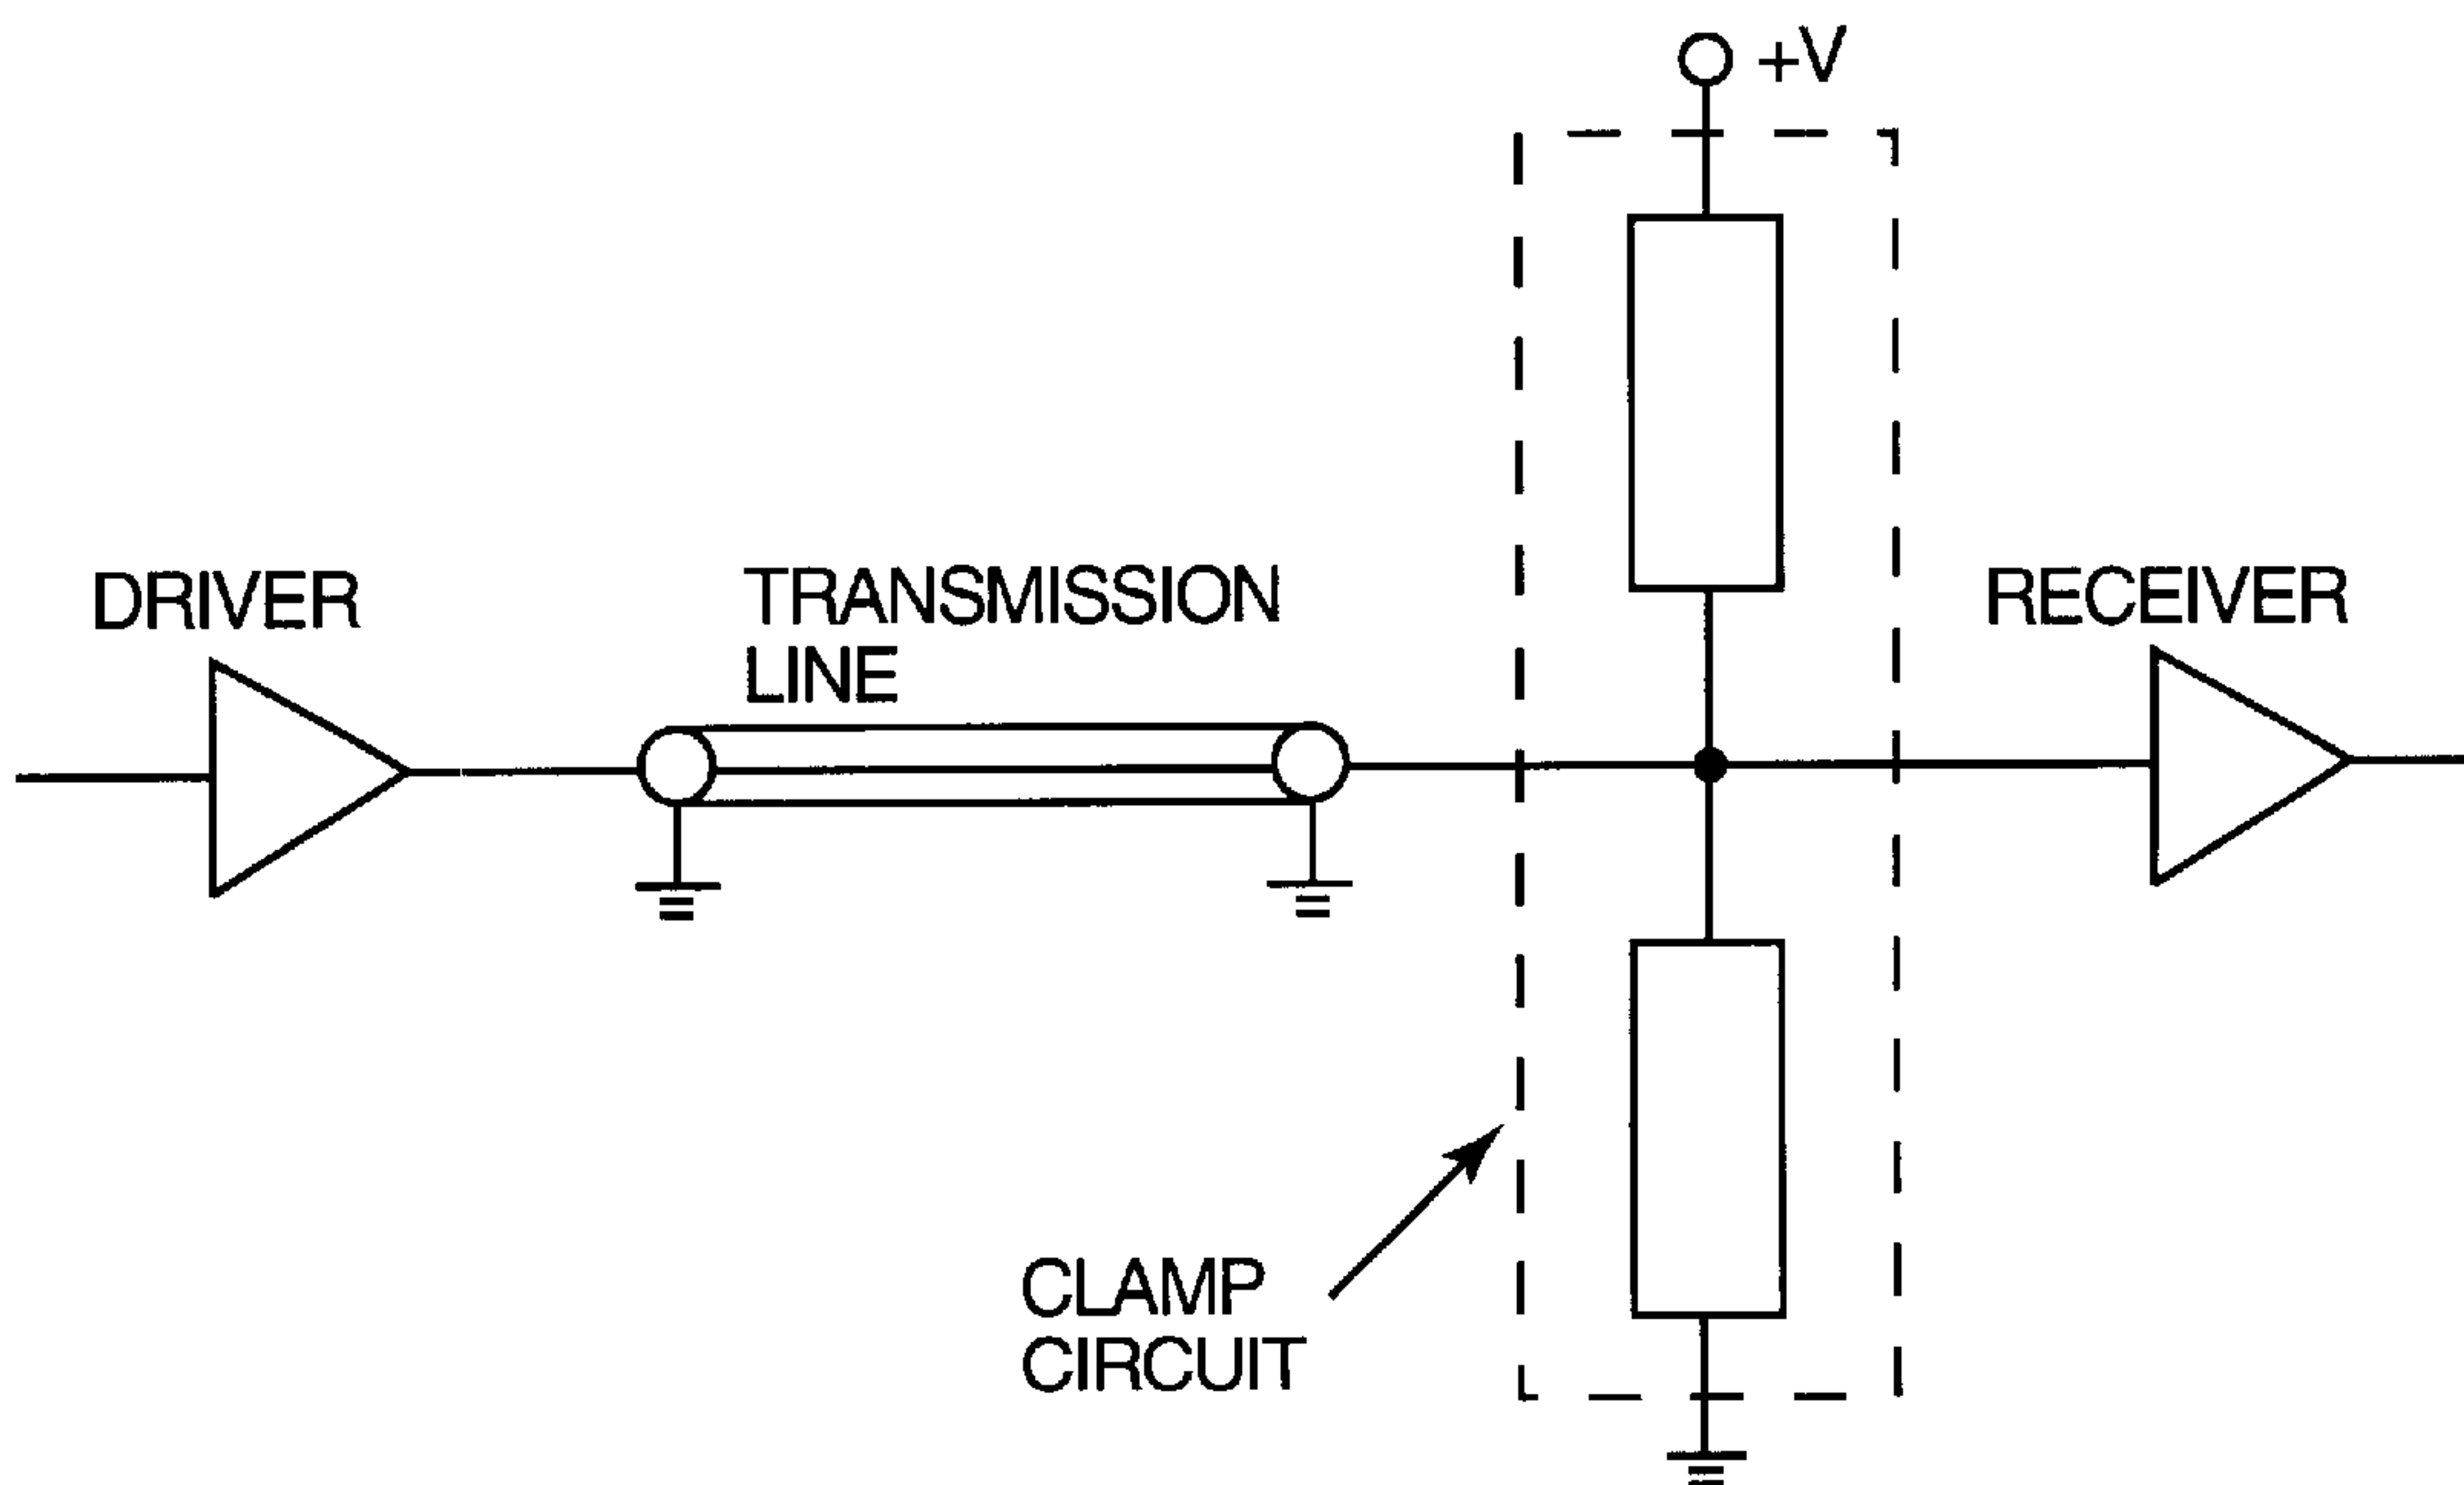 +V
DRIVER
TRANSMISSION
LINE
RECEIVER
CLAMP
CIRCUIT